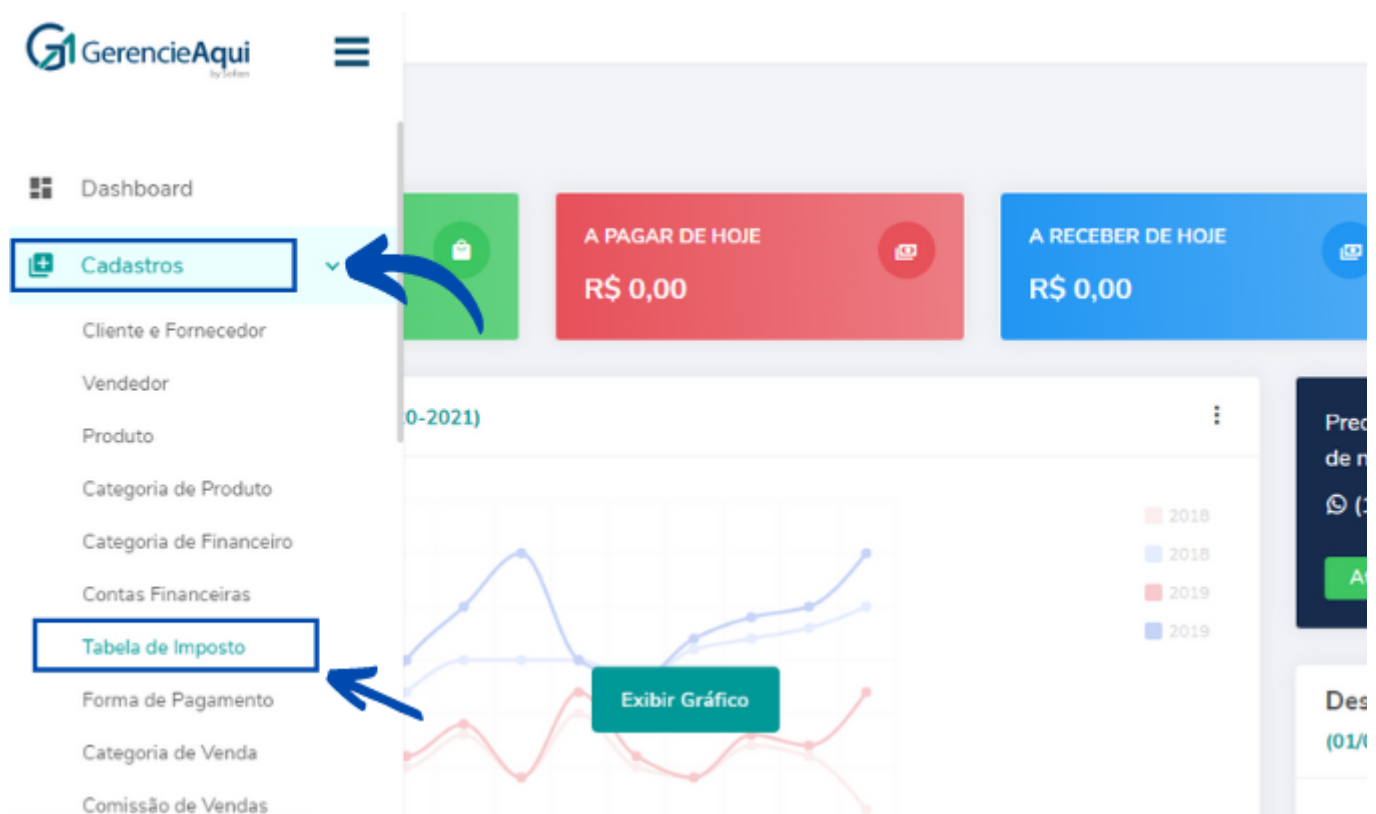 GerencieAqui
Dashboard
Cadastros
Cliente e Fornecedor
Vendedor
Produto
Categoria de Produto
Categoria de Financeiro
Contas Financeiras
Tabela de Imposto
Forma de Pagamento
Categoria de Venda
Comissão de Vendas
A PAGAR DE HOJE
R$ 0,00
A RECEBER DE HOJE
R$ 0,00
0-2021)
2018
2018
2019
2019
Exibir Gráfico
Prec
de n
(1
At
Des
(01/0